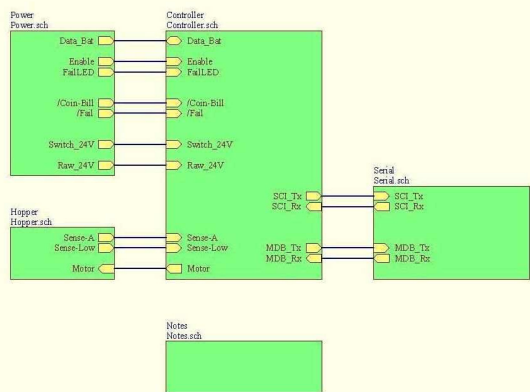 Power
Power.sch
Data_Bat
Enable
FailLED
/Coin-Bill
/Fail
Switch_24V
Raw_24V
Controller
Controller.sch
Data_Bat
Enable
FailLED
/Coin-Bill
/Fail
Switch_24V
Raw_24V
SCI_Tx
SCI_Rx
Sense-A
Sense-Low
Motor
MDB_Tx
MDB_Rx
Serial
Serial.sch
SCI_Tx
SCI_Rx
MDB_Tx
MDB_Rx
Hopper
Hopper.sch
Sense-A
Sense-Low
Motor
Notes
Notes.sch